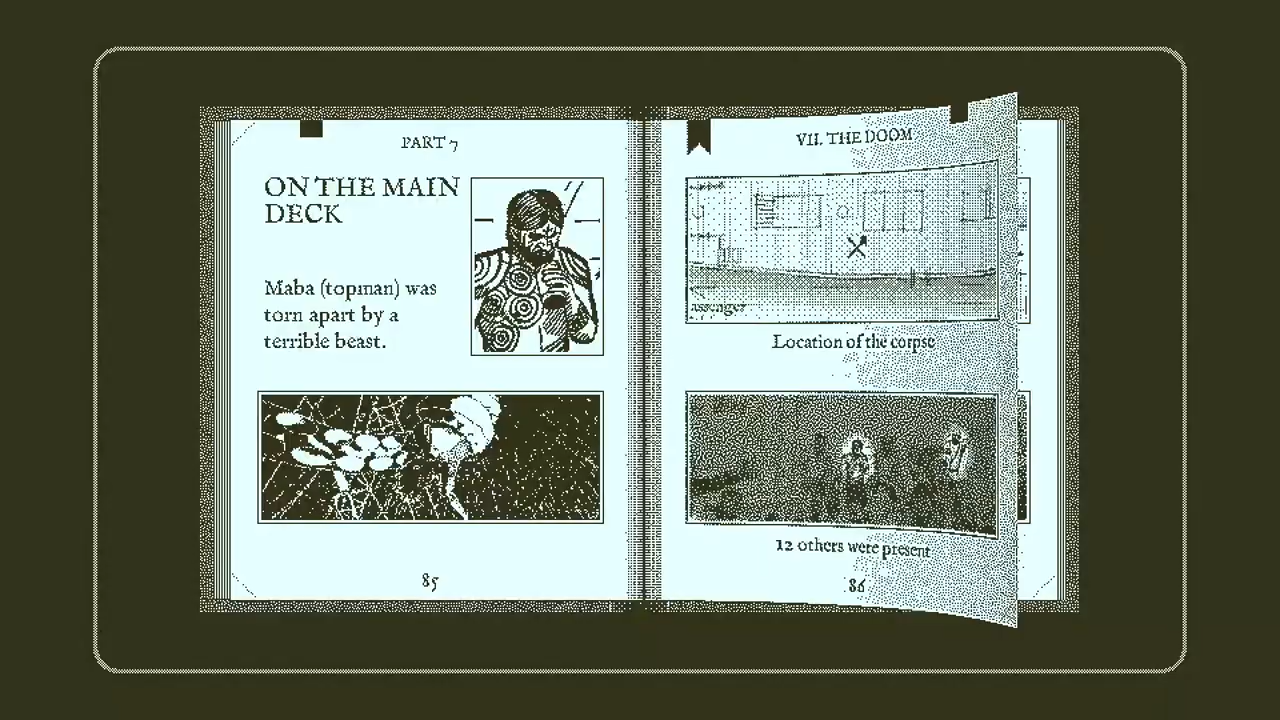 PART 7
ON THE MAIN
DECK
Maba (topman) was
torn apart by a
terrible beast.
85
VII. THE DOOM
assenger
Location of the corpse
12 others were present
86